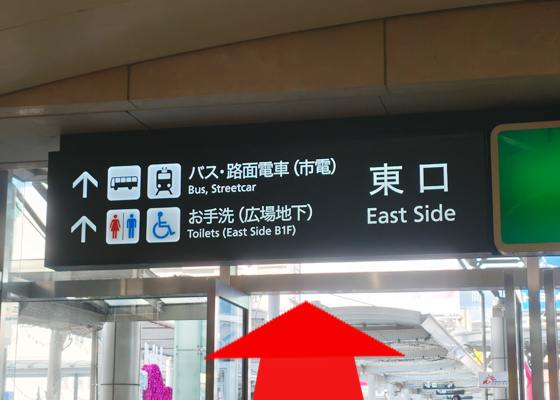 バス・路面電車（市電）
Bus, Streetcar
お手洗（広場地下）
Toilets (East Side B1F)
東口
East Side